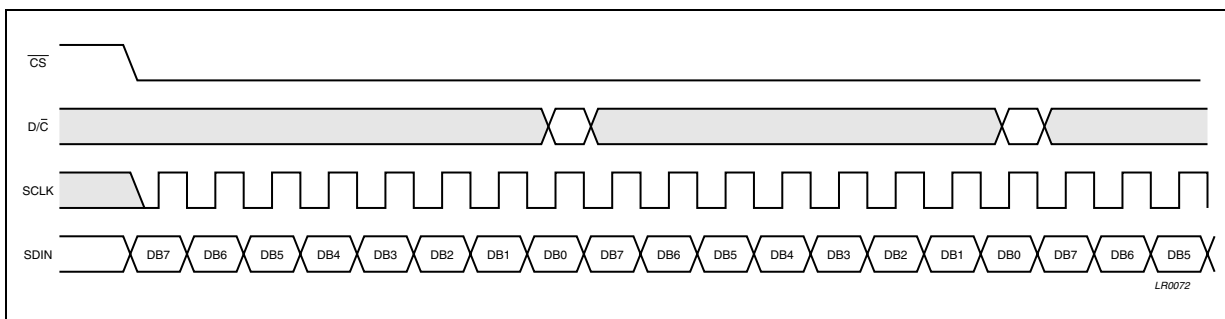 C̅S̅
D/C̅
SCLK
SDIN DB7 DB6 DB5 DB4 DB3 DB2 DB1 DB0 DB7 DB6 DB5 DB4 DB3 DB2 DB1 DB0 DB7 DB6 DB5
LR0072